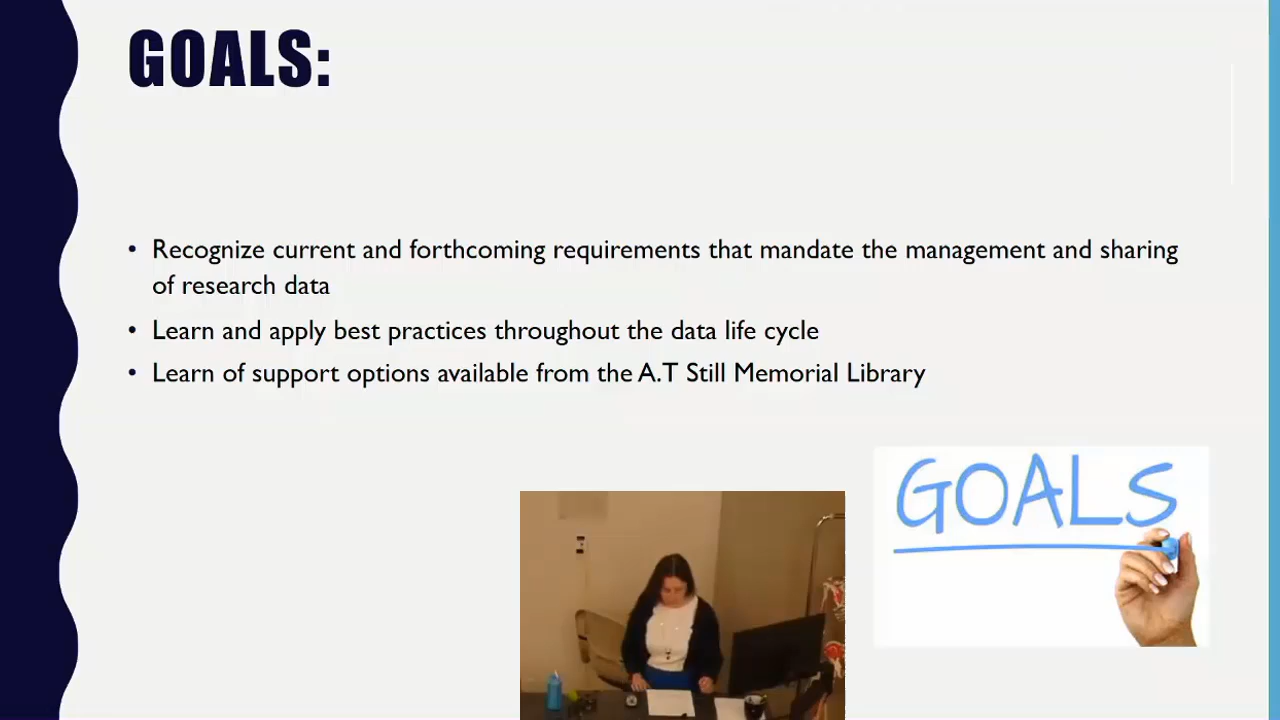 GOALS:
• Recognize current and forthcoming requirements that mandate the management and sharing
of research data
• Learn and apply best practices throughout the data life cycle
• Learn of support options available from the A.T Still Memorial Library
GOALS